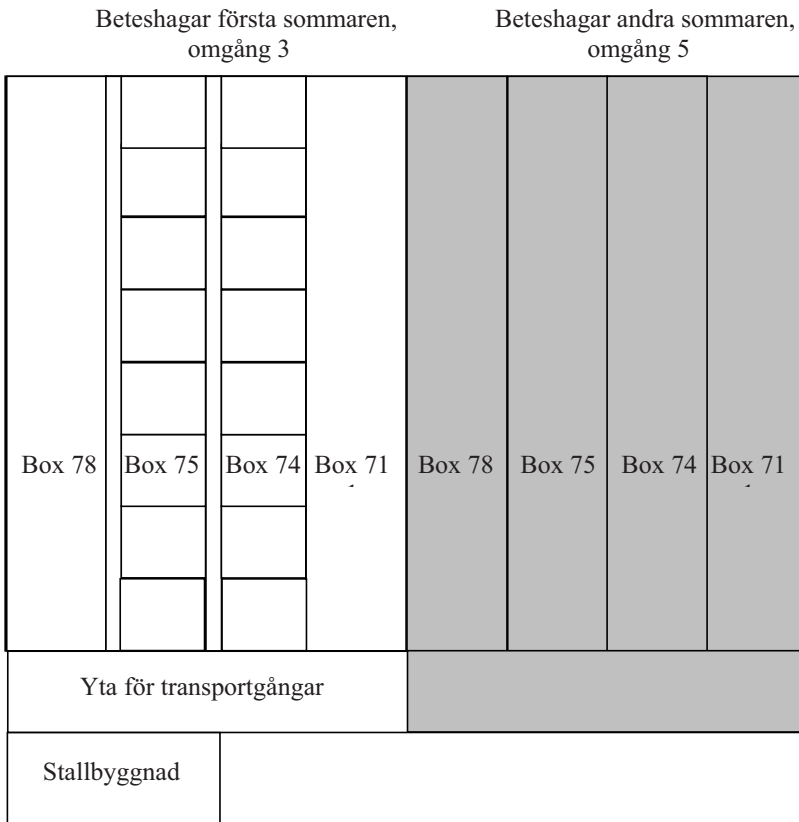 Beteshagar första sommaren,
omgång 3
Beteshagar andra sommaren,
omgång 5
Box 78 Box 75 Box 74 Box 71 Box 78 Box 75 Box 74 Box 71
Yta för transportgångar
Stallbyggnad